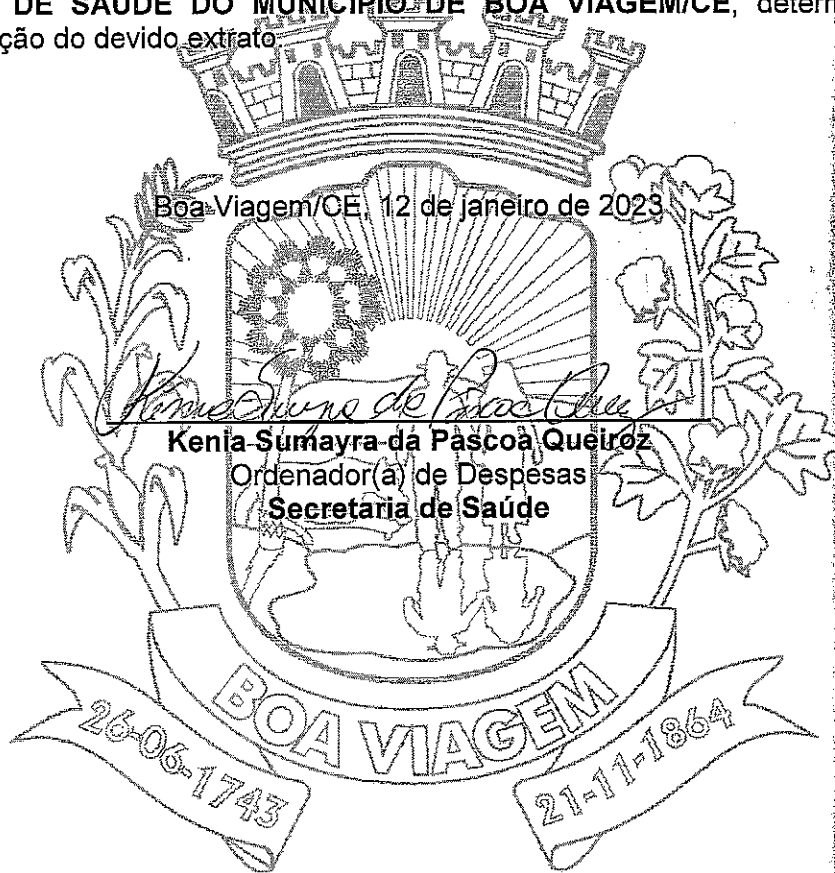 DE SAÚDE DO MUNICÍPIO DE BOA VIAGEM/CE, determ
ção do devido extrato
Boa Viagem/CE, 12 de janeiro de 2023
Kenia Sumayra da Pascoa Queiroz
Ordenador(a) de Despesas
Secretaria de Saúde
BOA VIAGEM
26-06-1743
21-11-1864